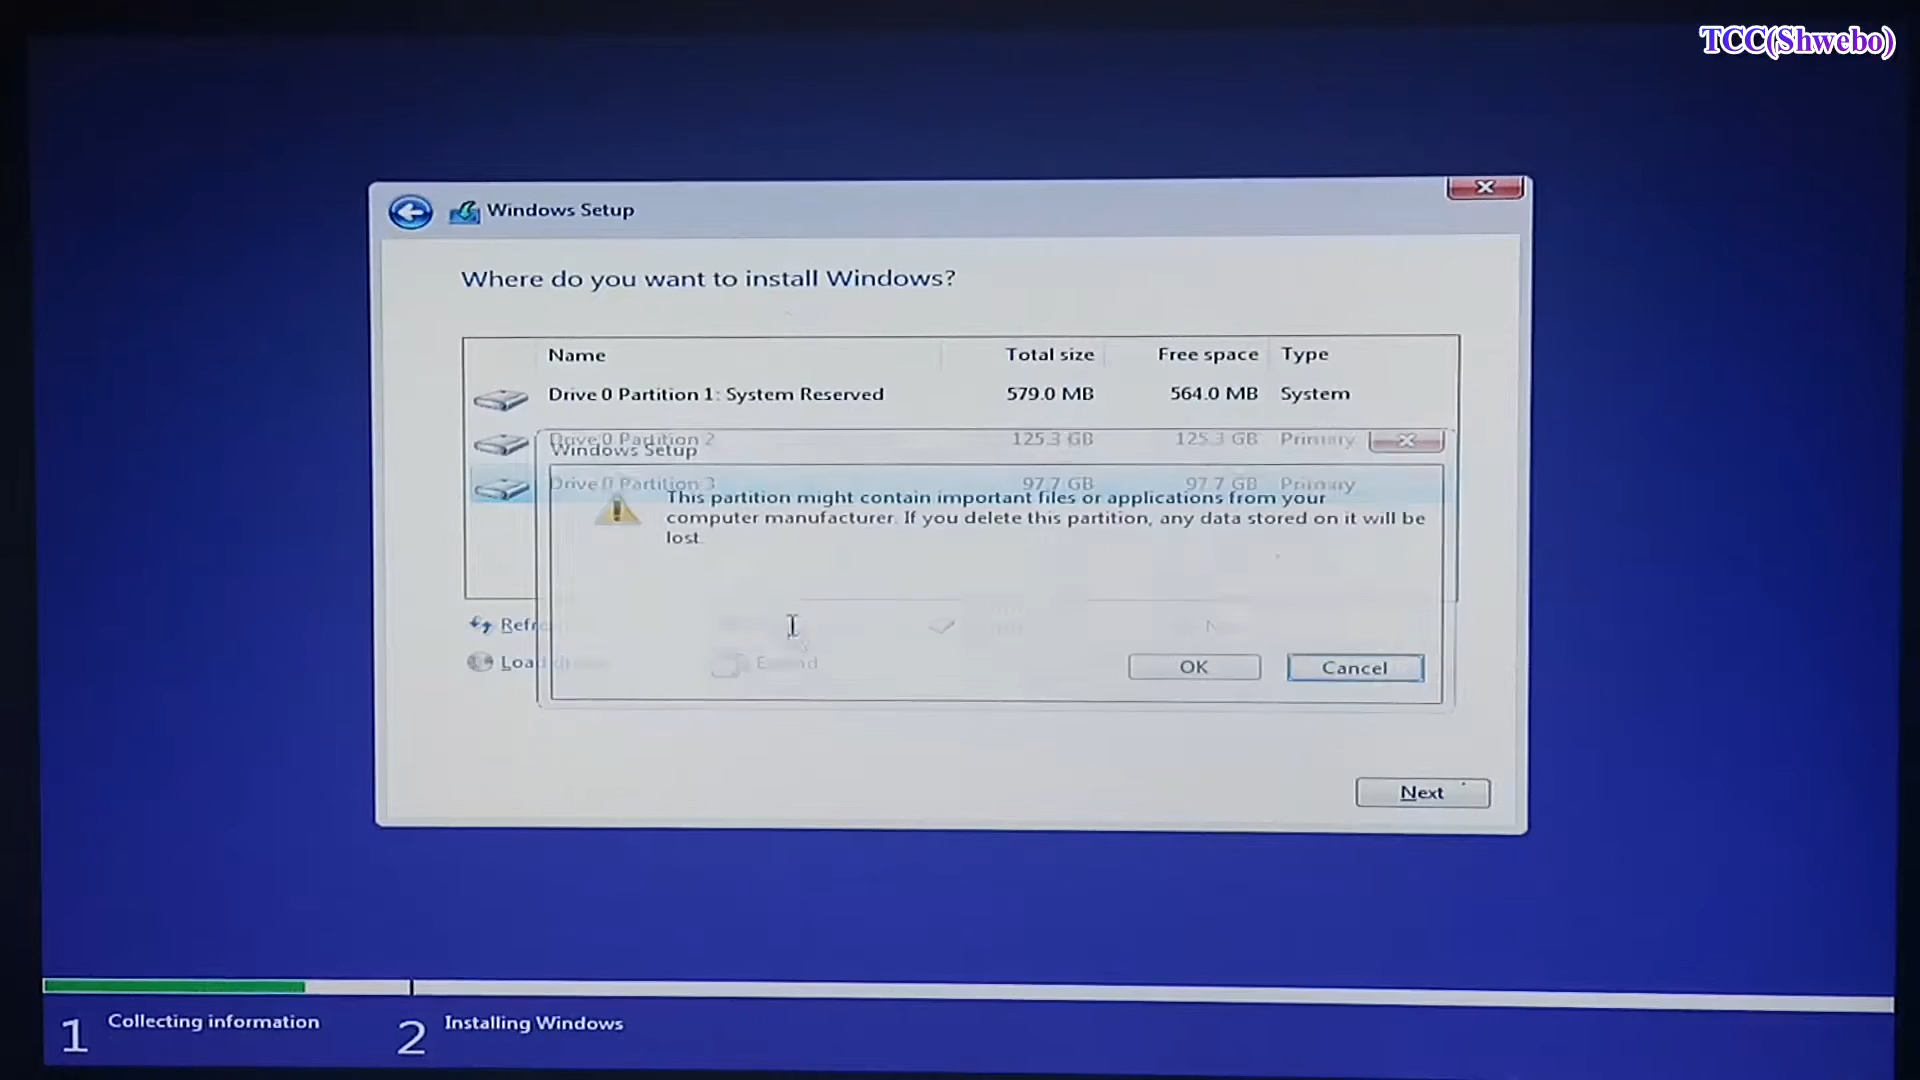 TCC(Shwebo)
Windows Setup
Where do you want to install Windows?
Name Total size Free space Type
Drive 0 Partition 1: System Reserved 579.0 MB 564.0 MB System
Drive 0 Partition 2 125.3 GB 125.3 GB Primary
Windows Setup
Drive 0 Partition 3 97.7 GB 97.7 GB Primary
This partition might contain important files or applications from your
computer manufacturer. If you delete this partition, any data stored on it will be
lost.
OK Cancel
Next
1 Collecting information 2 Installing Windows